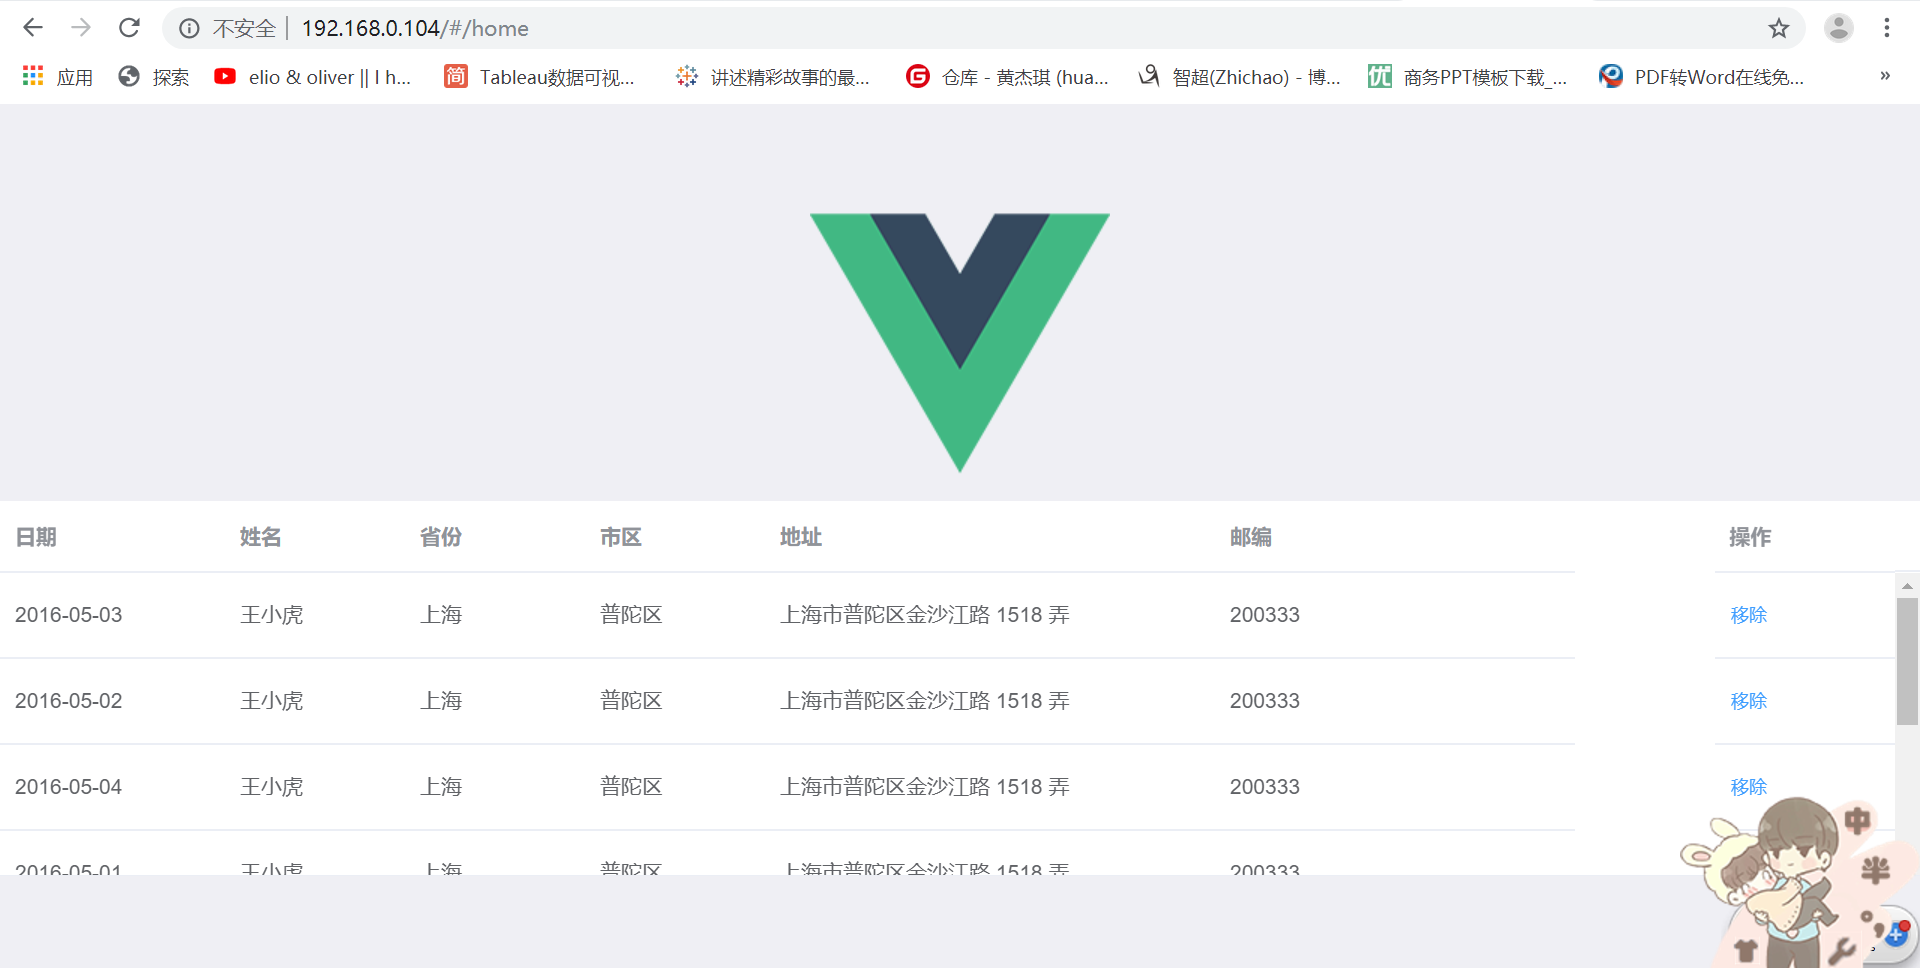 不安全 192.168.0.104/#/home
应用 探索 elio & oliver || I h... 简 Tableau数据可视... 讲述精彩故事的最... G 仓库 - 黄杰琪 (hua... 智超(Zhichao) - 博... 优 商务PPT模板下载_... PDF转Word在线免... »
日期 姓名 省份 市区 地址 邮编 操作
2016-05-03 王小虎 上海 普陀区 上海市普陀区金沙江路 1518 弄 200333 移除
2016-05-02 王小虎 上海 普陀区 上海市普陀区金沙江路 1518 弄 200333 移除
2016-05-04 王小虎 上海 普陀区 上海市普陀区金沙江路 1518 弄 200333 移除
2016-05-01 王小虎 上海 普陀区 上海市普陀区金沙江路 1518 弄 200333
中
半